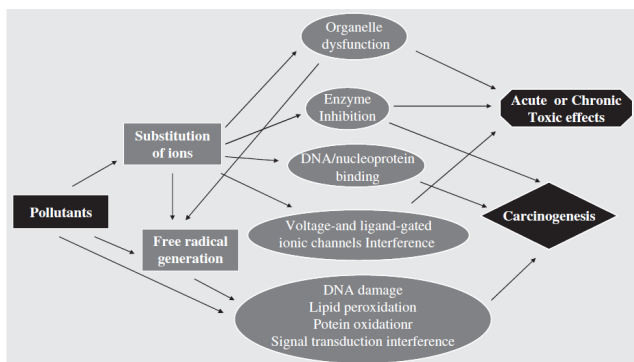 Organelle
dysfunction
Enzyme
Inhibition
Acute or Chronic
Toxic effects
Substitution
of ions
DNA/nucleoprotein
binding
Pollutants
Carcinogenesis
Voltage-and ligand-gated
ionic channels Interference
Free radical
generation
DNA damage
Lipid peroxidation
Potein oxidationr
Signal transduction interference